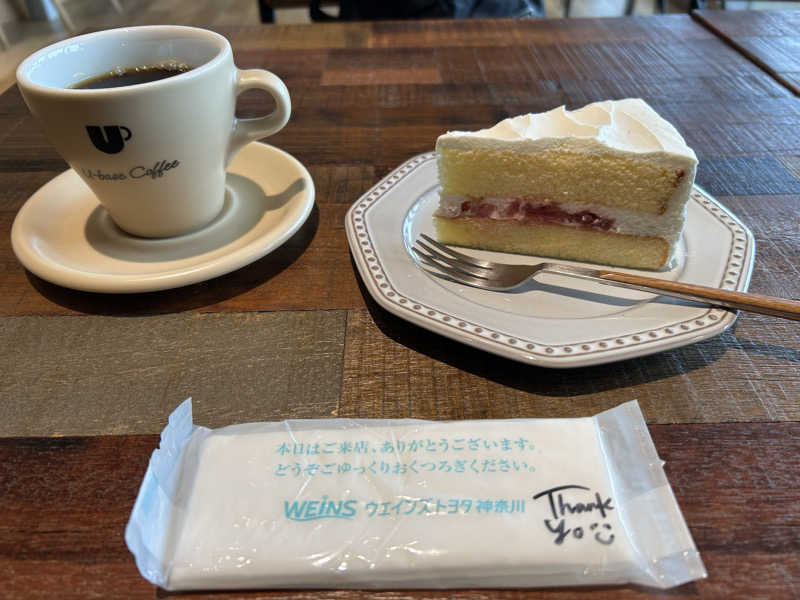 U-base Coffee
本日はご来店、ありがとうございます。
どうぞごゆっくりおくつろぎください。
WEINS ウエインズトヨタ神奈川
Thank
yo